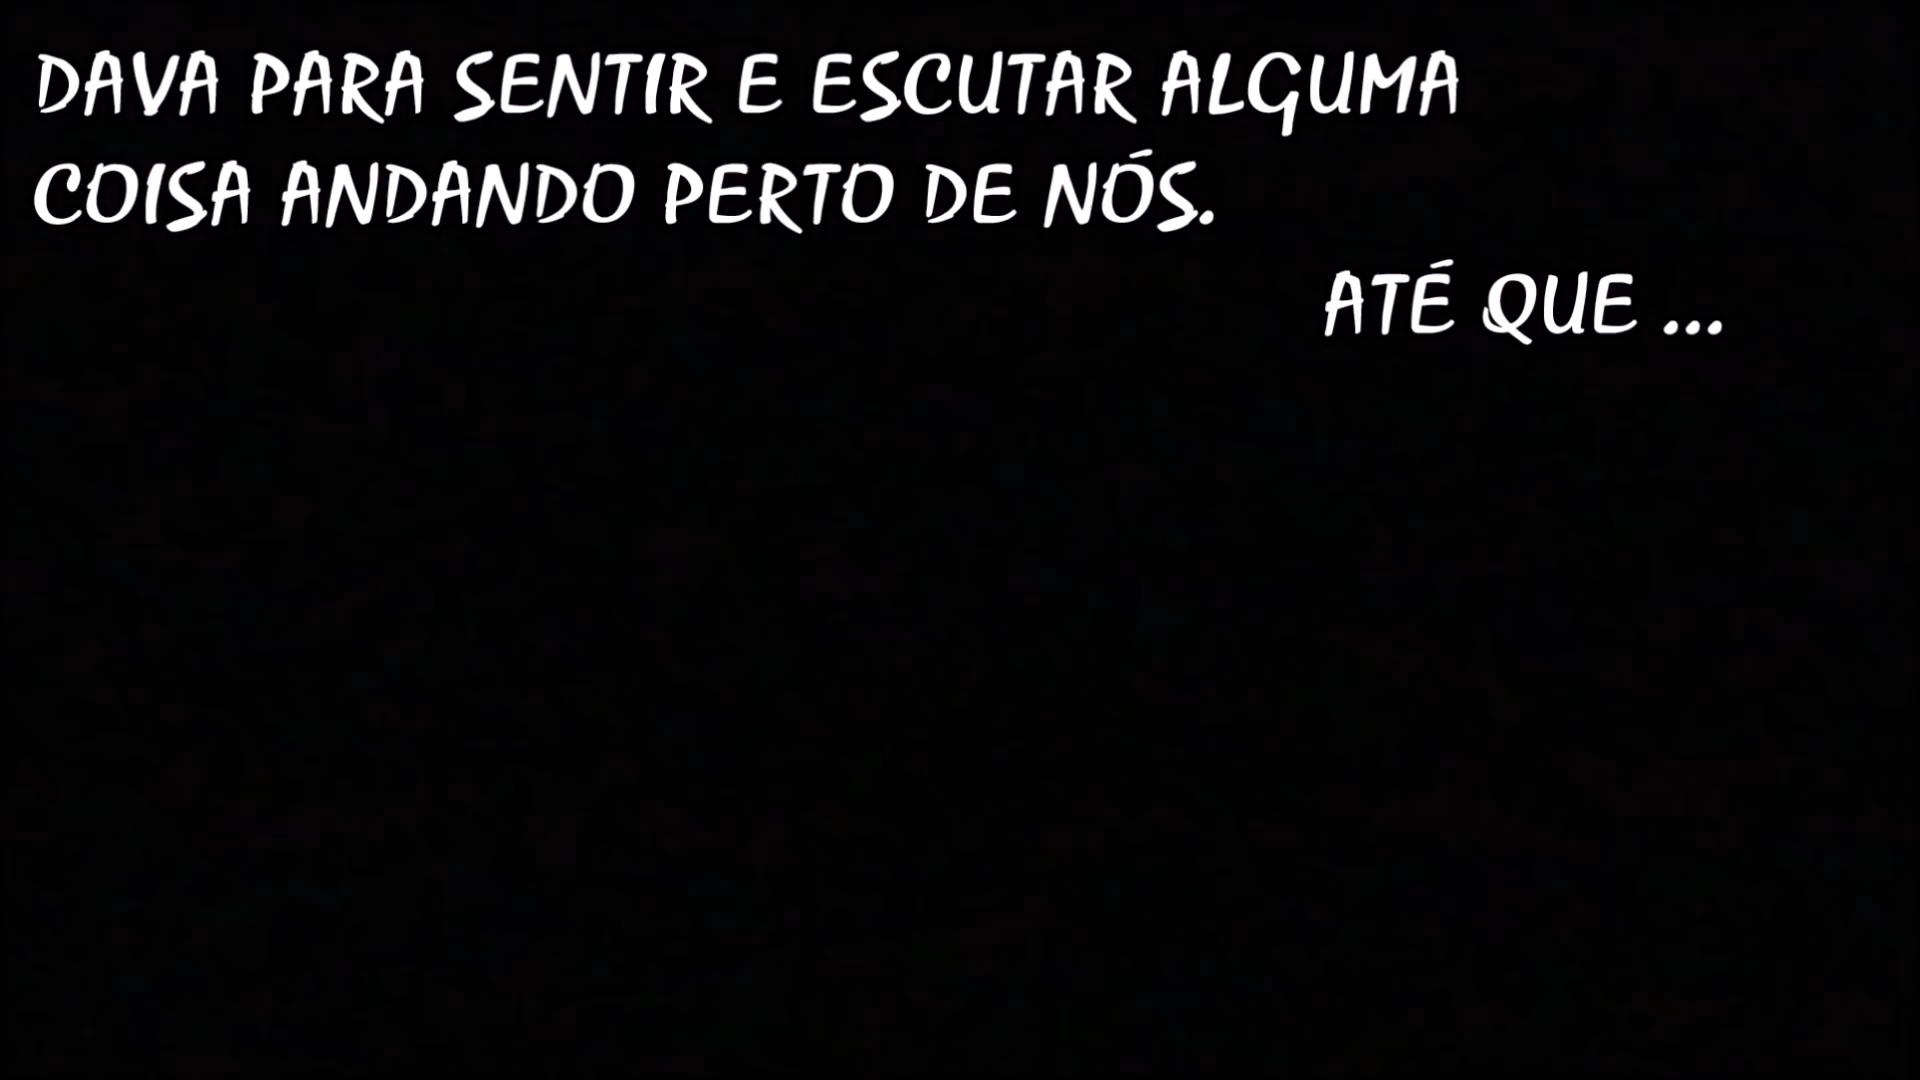 DAVA PARA SENTIR E ESCUTAR ALGUMA
COISA ANDANDO PERTO DE NÓS.
ATÉ QUE ...